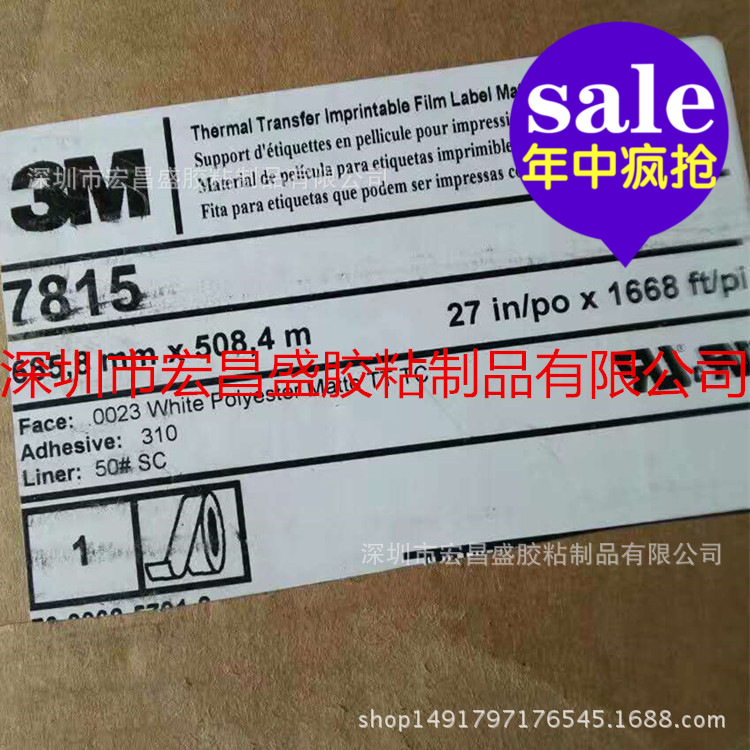 sale
年中疯抢
3M
Thermal Transfer Imprintable Film Label
Support d'étiquettes en pellicule pour
Material de película para etiquetas
Fita para etiquetas que podem ser impressas
深圳市宏昌盛胶粘制品有限公司
7815
27 in/po x 1668 ft/pi
685,8 mm x 508,4 m
深圳市宏昌盛胶粘制品有限公司
Face: .0023 White Polyester Matte TC
Adhesive: 310
Liner: 50# SC
1
深圳市宏昌盛胶粘制品有限公司
shop1491797176545.1688.com